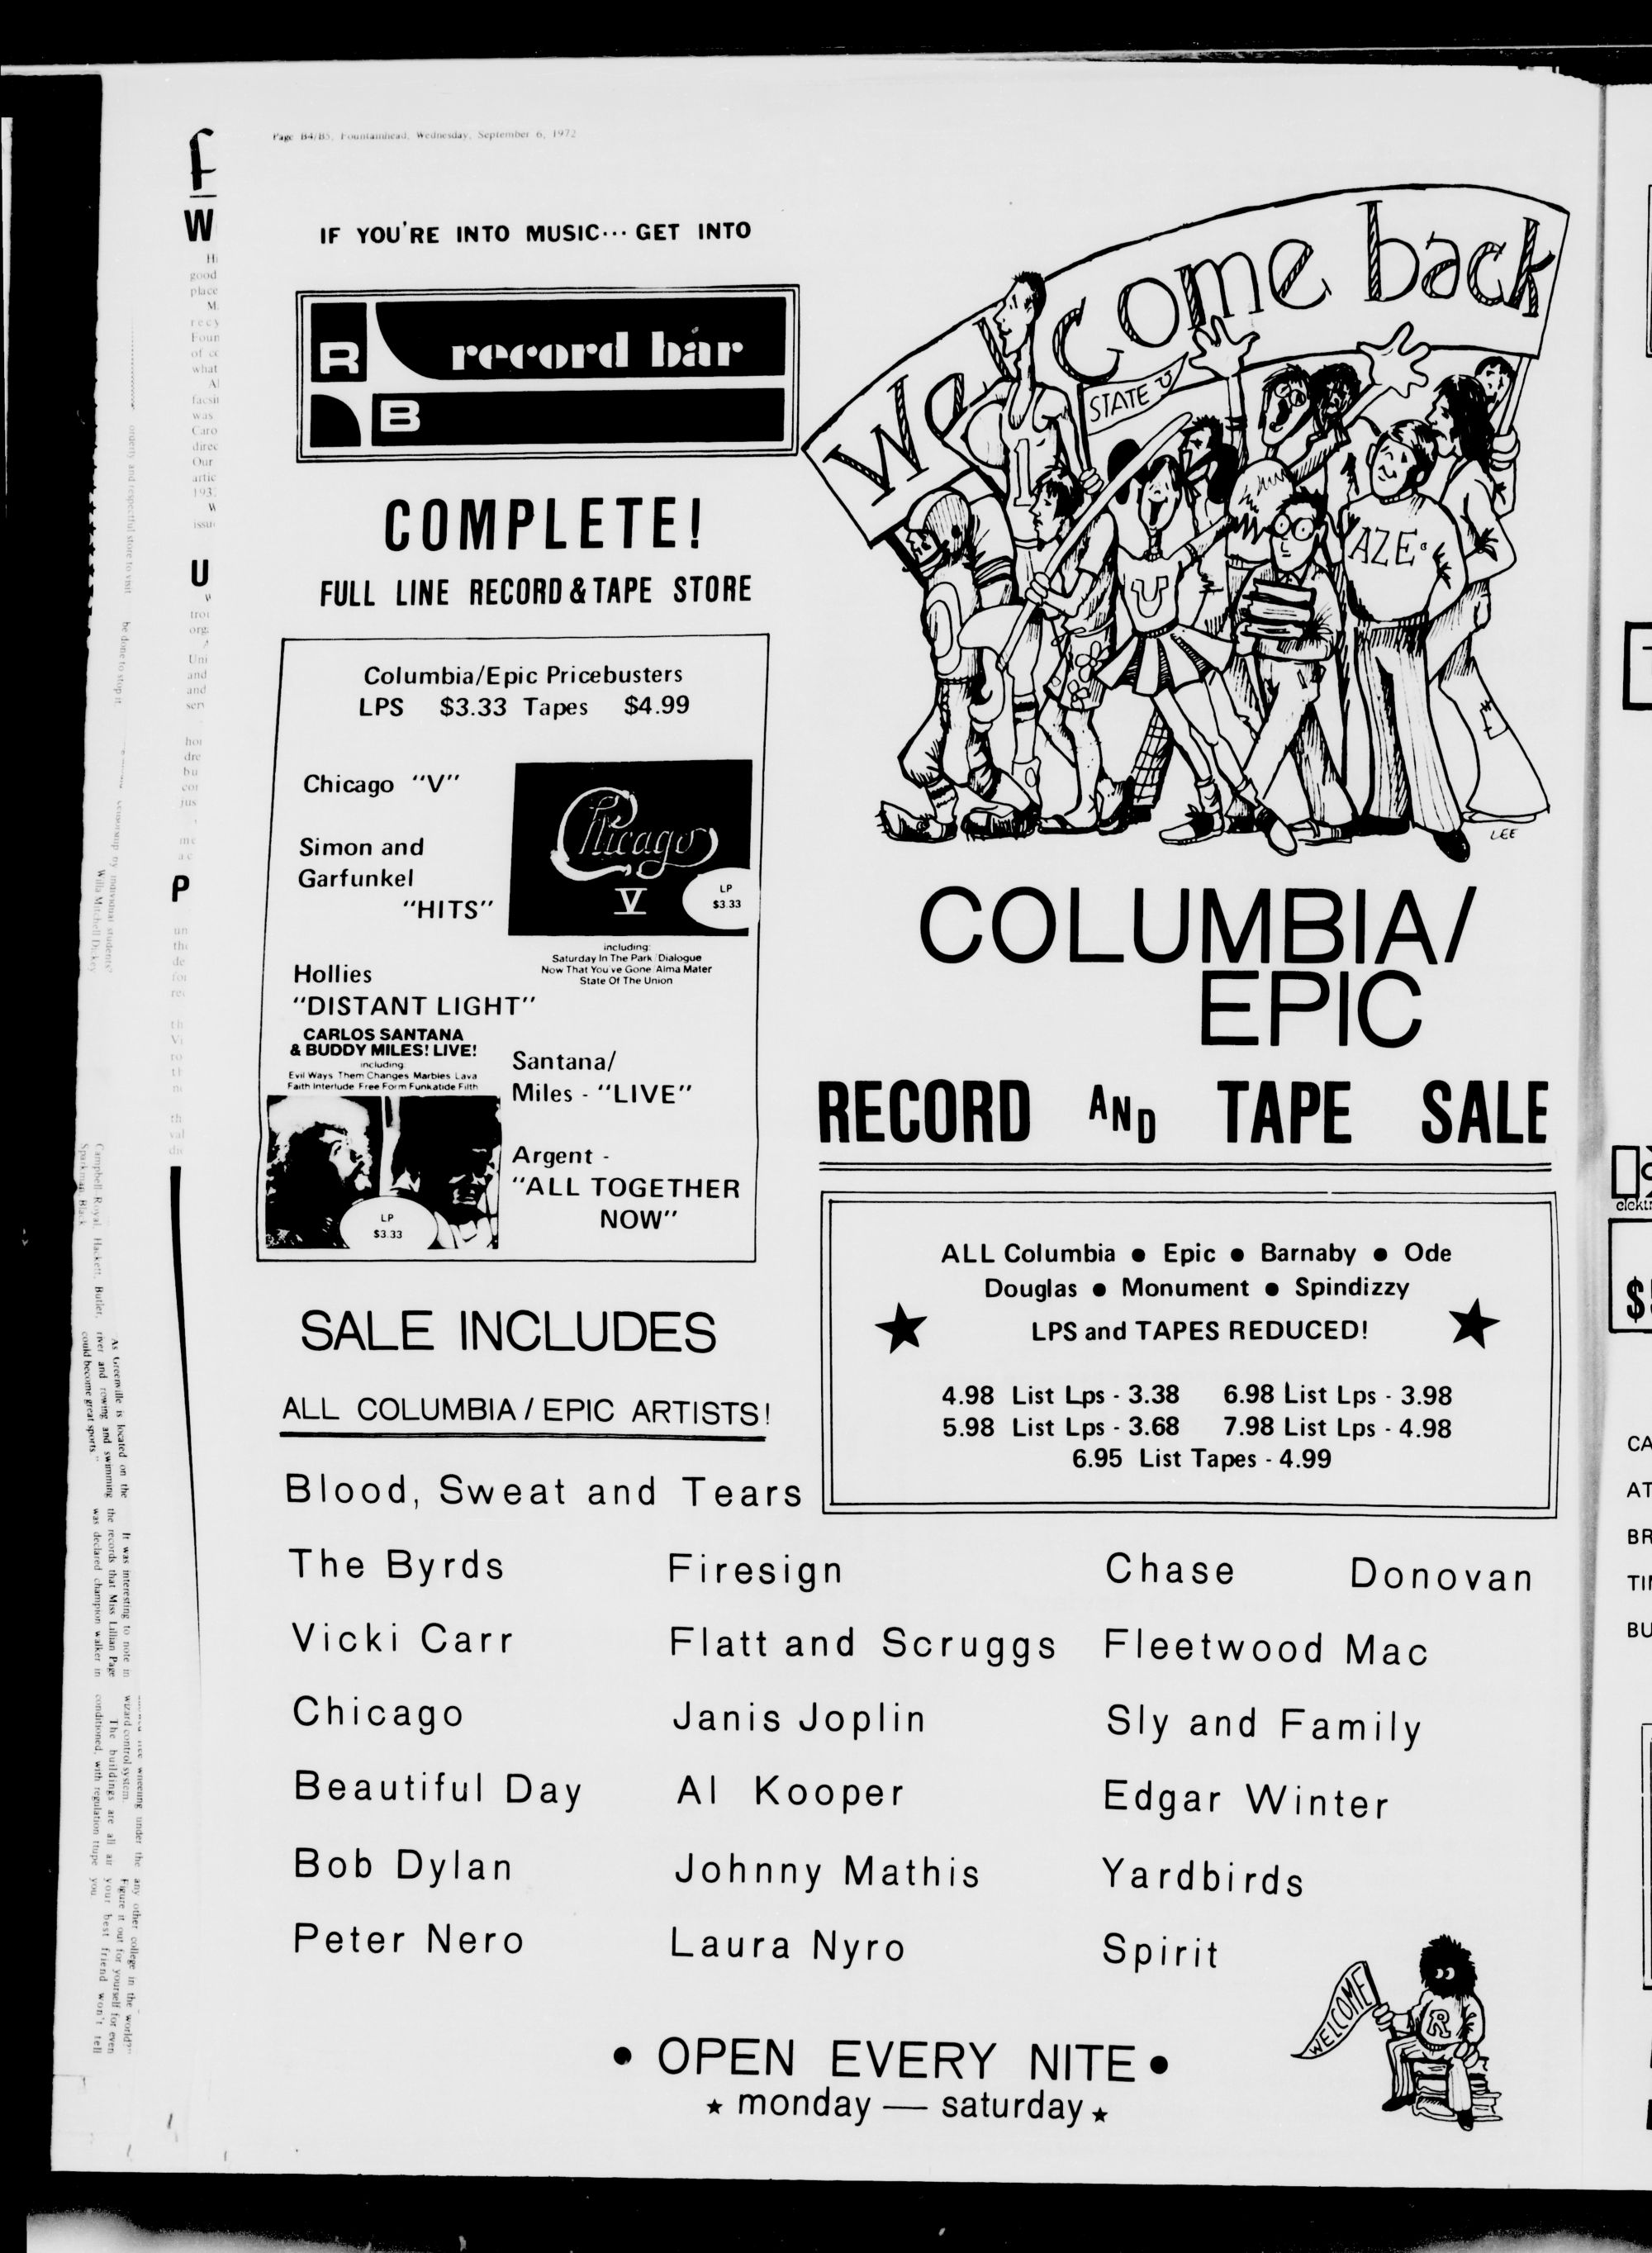 Page B4/B5, Fountainhead, Wednesday, September 6, 1972
IF YOU'RE INTO MUSIC... GET INTO
R record bar
B
COMPLETE!
FULL LINE RECORD & TAPE STORE
Columbia/Epic Pricebusters
LPS $3.33 Tapes $4.99
Chicago "V"
Simon and
Garfunkel
"HITS"
Chicago
V
LP
$3.33
including:
Saturday In The Park/Dialogue
Now That You've Gone/Alma Mater
State Of The Union
Hollies
"DISTANT LIGHT"
CARLOS SANTANA
& BUDDY MILES! LIVE!
including:
Evil Ways Them Changes Marbles Lava
Faith Interlude Free Form Funkafide Filth
LP
$3.33
Santana/
Miles - "LIVE"
Argent -
"ALL TOGETHER
NOW"
Welcome back
STATE U
1
U
AZE
LEE
COLUMBIA/
EPIC
RECORD AND TAPE SALE
ALL Columbia ● Epic ● Barnaby ● Ode
Douglas ● Monument ● Spindizzy
★ LPS and TAPES REDUCED! ★
4.98 List Lps - 3.38 6.98 List Lps - 3.98
5.98 List Lps - 3.68 7.98 List Lps - 4.98
6.95 List Tapes - 4.99
SALE INCLUDES
ALL COLUMBIA / EPIC ARTISTS!
Blood, Sweat and Tears
The Byrds Firesign Chase Donovan
Vicki Carr Flatt and Scruggs Fleetwood Mac
Chicago Janis Joplin Sly and Family
Beautiful Day Al Kooper Edgar Winter
Bob Dylan Johnny Mathis Yardbirds
Peter Nero Laura Nyro Spirit
WELCOME
R
● OPEN EVERY NITE ●
★ monday — saturday ★